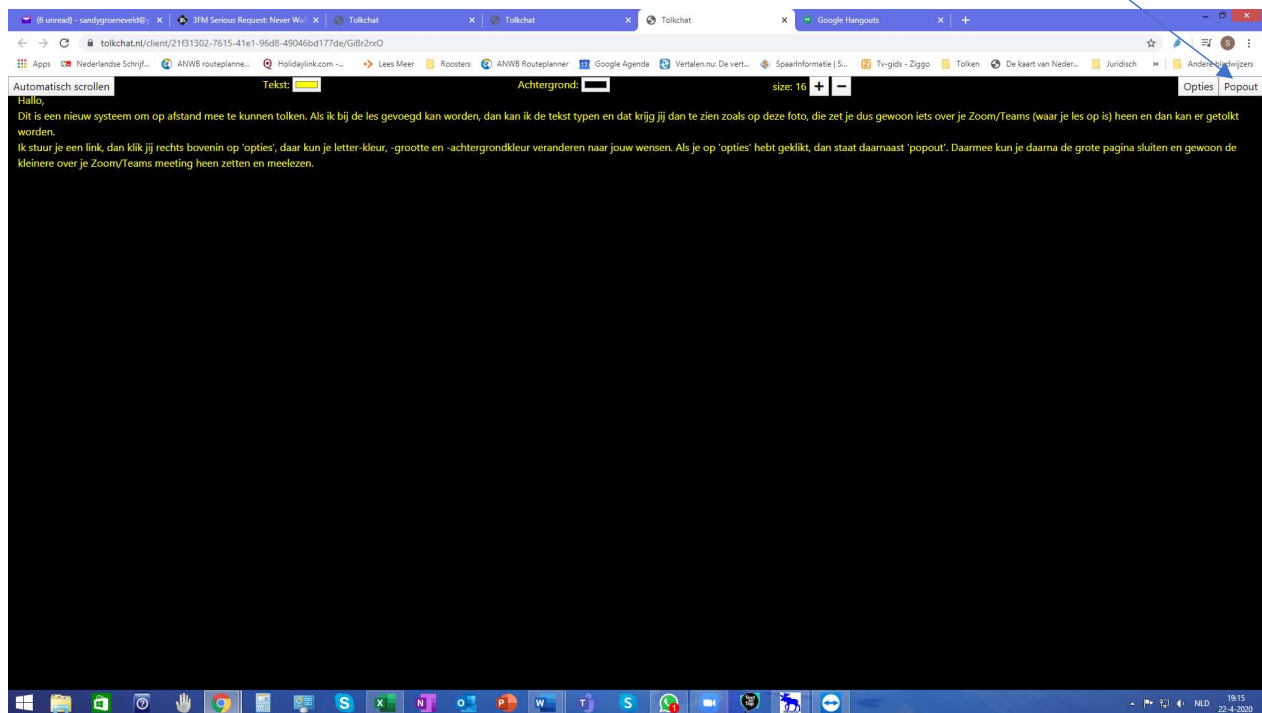 (6 unread) - sandygroeneveld@y
3FM Serious Request: Never Wal
Tolkchat
Tolkchat
Tolkchat
Google Hangouts
tolkchat.nl/client/21f31302-7615-41e1-96d8-49046bd177de/GiBr2rxO
Apps
Nederlandse Schrijf...
ANWB routeplanne...
Holidaylink.com -...
Lees Meer
Roosters
ANWB Routeplanner
Google Agenda
Vertalen.nu: De vert...
SpaarInformatie | S...
Tv-gids - Ziggo
Tolken
De kaart van Neder...
Juridisch
»
Andere bladwijzers
Automatisch scrollen
Tekst:
Achtergrond:
size: 16 + −
Opties
Popout
Hallo,
Dit is een nieuw systeem om op afstand mee te kunnen tolken. Als ik bij de les gevoegd kan worden, dan kan ik de tekst typen en dat krijg jij dan te zien zoals op deze foto, die zet je dus gewoon iets over je Zoom/Teams (waar je les op is) heen en dan kan er getolkt
worden.
Ik stuur je een link, dan klik jij rechts bovenin op 'opties', daar kun je letter-kleur, -grootte en -achtergrondkleur veranderen naar jouw wensen. Als je op 'opties' hebt geklikt, dan staat daarnaast 'popout'. Daarmee kun je daarna de grote pagina sluiten en gewoon de
kleinere over je Zoom/Teams meeting heen zetten en meelezen.
NLD
19:15
22-4-2020